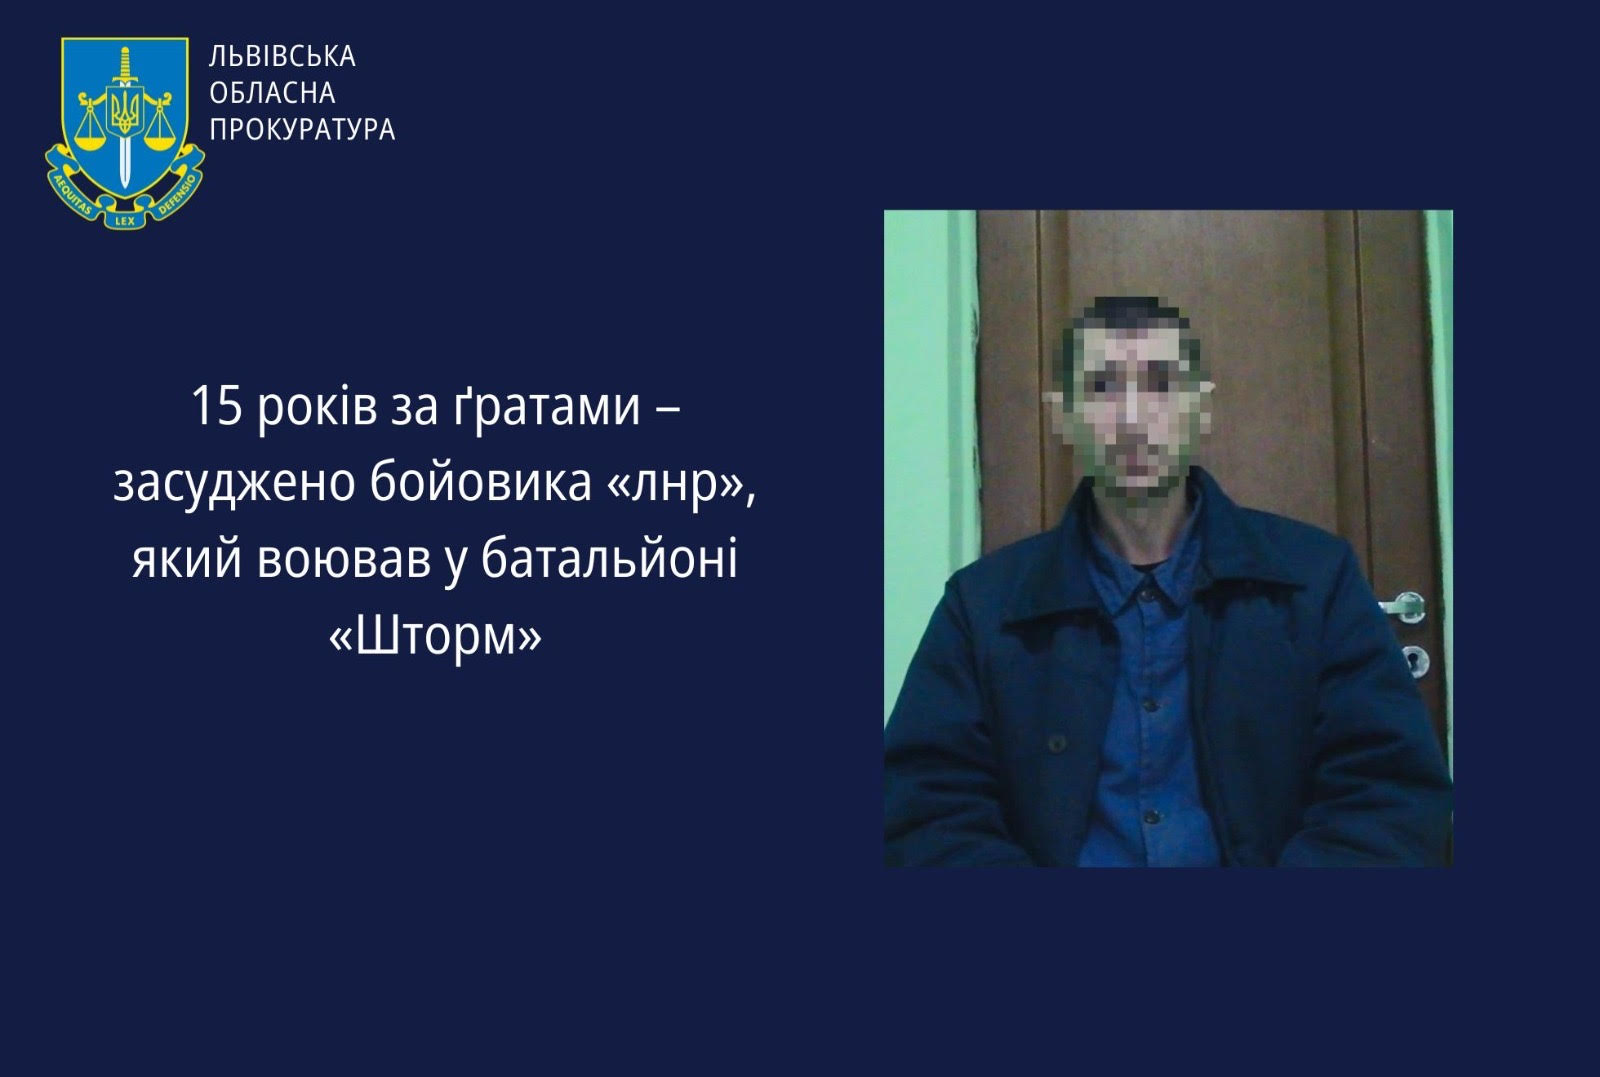 ЛЬВІВСЬКА
ОБЛАСНА
ПРОКУРАТУРА
AEQUITAS
LEX
DEFENSIO
15 років за ґратами –
засуджено бойовика «лнр»,
який воював у батальйоні
«Шторм»